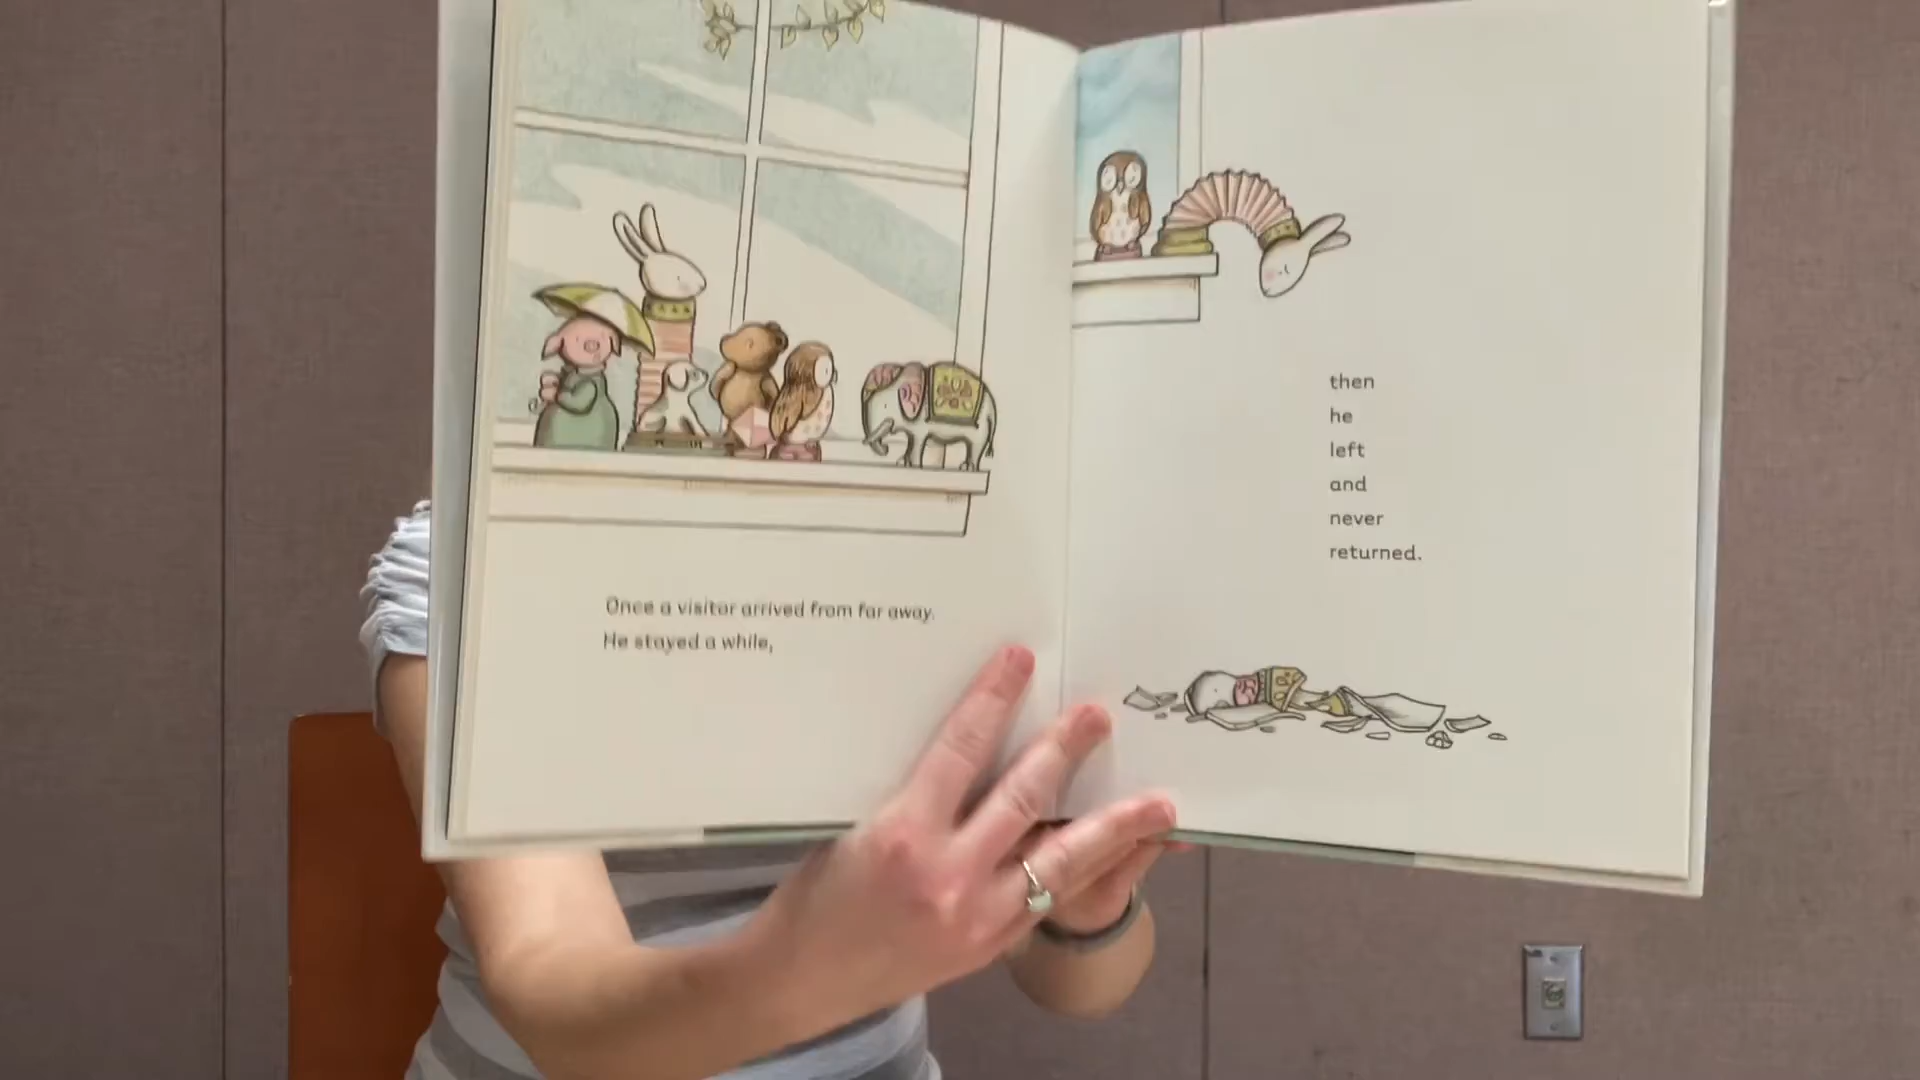 Once a visitor arrived from far away.
He stayed a while,
then
he
left
and
never
returned.